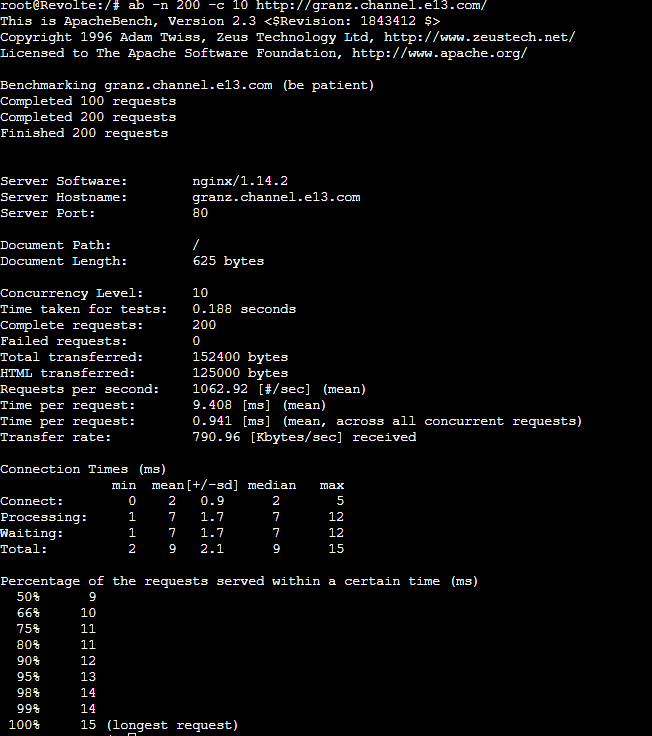 root@Revolte:/# ab -n 200 -c 10 http://granz.channel.e13.com/
This is ApacheBench, Version 2.3 <$Revision: 1843412 $>
Copyright 1996 Adam Twiss, Zeus Technology Ltd, http://www.zeustech.net/
Licensed to The Apache Software Foundation, http://www.apache.org/

Benchmarking granz.channel.e13.com (be patient)
Completed 100 requests
Completed 200 requests
Finished 200 requests


Server Software:        nginx/1.14.2
Server Hostname:        granz.channel.e13.com
Server Port:            80

Document Path:          /
Document Length:        625 bytes

Concurrency Level:      10
Time taken for tests:   0.188 seconds
Complete requests:      200
Failed requests:        0
Total transferred:      152400 bytes
HTML transferred:       125000 bytes
Requests per second:    1062.92 [#/sec] (mean)
Time per request:       9.408 [ms] (mean)
Time per request:       0.941 [ms] (mean, across all concurrent requests)
Transfer rate:          790.96 [Kbytes/sec] received

Connection Times (ms)
              min  mean[+/-sd] median   max
Connect:        0    2   0.9      2       5
Processing:     1    7   1.7      7      12
Waiting:        1    7   1.7      7      12
Total:          2    9   2.1      9      15

Percentage of the requests served within a certain time (ms)
  50%      9
  66%     10
  75%     11
  80%     11
  90%     12
  95%     13
  98%     14
  99%     14
 100%     15 (longest request)